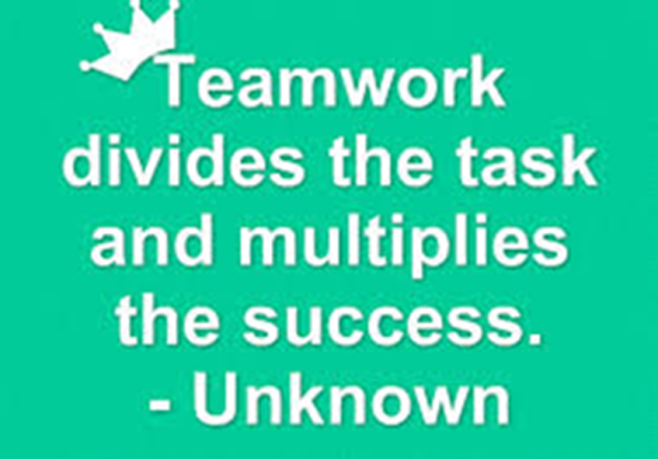 Teamwork
divides the task
and multiplies
the success.
- Unknown